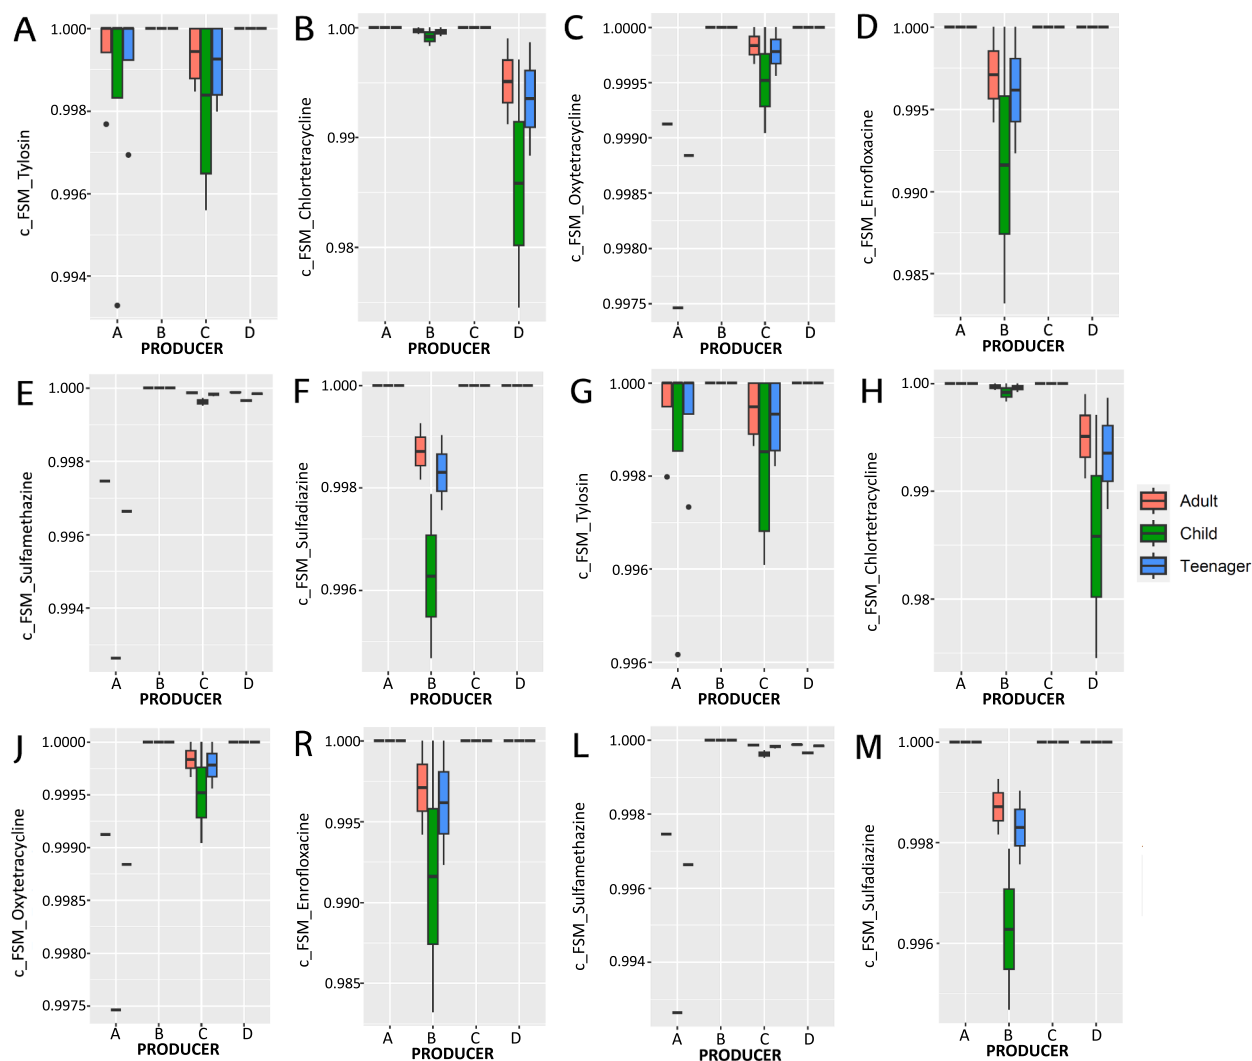 A
c_FSM_Tylosin
1.000
0.998
0.996
0.994
A B C D
PRODUCER
B
c_FSM_Chlortetracycline
1.00
0.99
0.98
A B C D
PRODUCER
C
c_FSM_Oxytetracycline
1.0000
0.9995
0.9990
0.9985
0.9980
0.9975
A B C D
PRODUCER
D
c_FSM_Enrofloxacine
1.000
0.995
0.990
0.985
A B C D
PRODUCER
E
c_FSM_Sulfamethazine
1.000
0.998
0.996
0.994
A B C D
PRODUCER
F
c_FSM_Sulfadiazine
1.000
0.998
0.996
A B C D
PRODUCER
G
c_FSM_Tylosin
1.000
0.998
0.996
0.996
A B C D
PRODUCER
H
c_FSM_Chlortetracycline
1.00
0.99
0.98
A B C D
PRODUCER
Adult
Child
Teenager
J
c_FSM_Oxytetracycline
1.0000
0.9995
0.9990
0.9985
0.9980
0.9975
A B C D
PRODUCER
R
c_FSM_Enrofloxacine
1.000
0.995
0.990
0.985
A B C D
PRODUCER
L
c_FSM_Sulfamethazine
1.000
0.998
0.996
0.994
A B C D
PRODUCER
M
c_FSM_Sulfadiazine
1.000
0.998
0.996
A B C D
PRODUCER